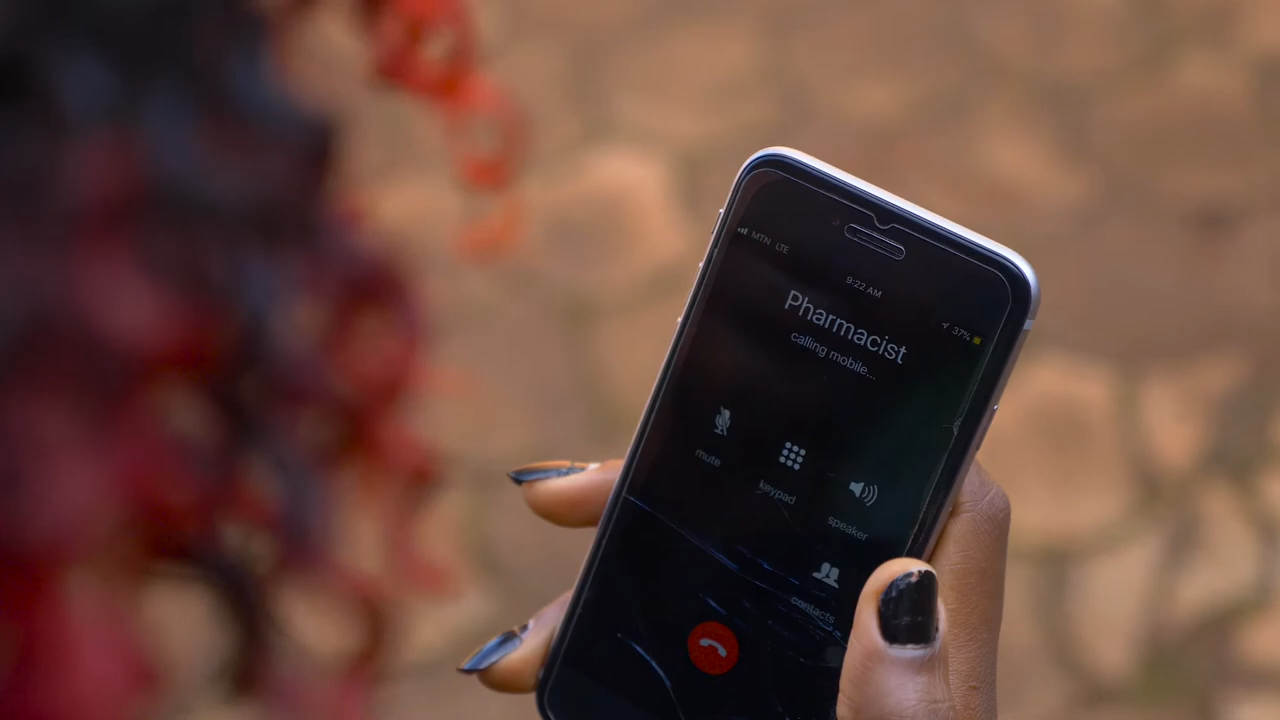 MTN LTE
9:22 AM
37%
Pharmacist
calling mobile...
mute
keypad
speaker
contacts